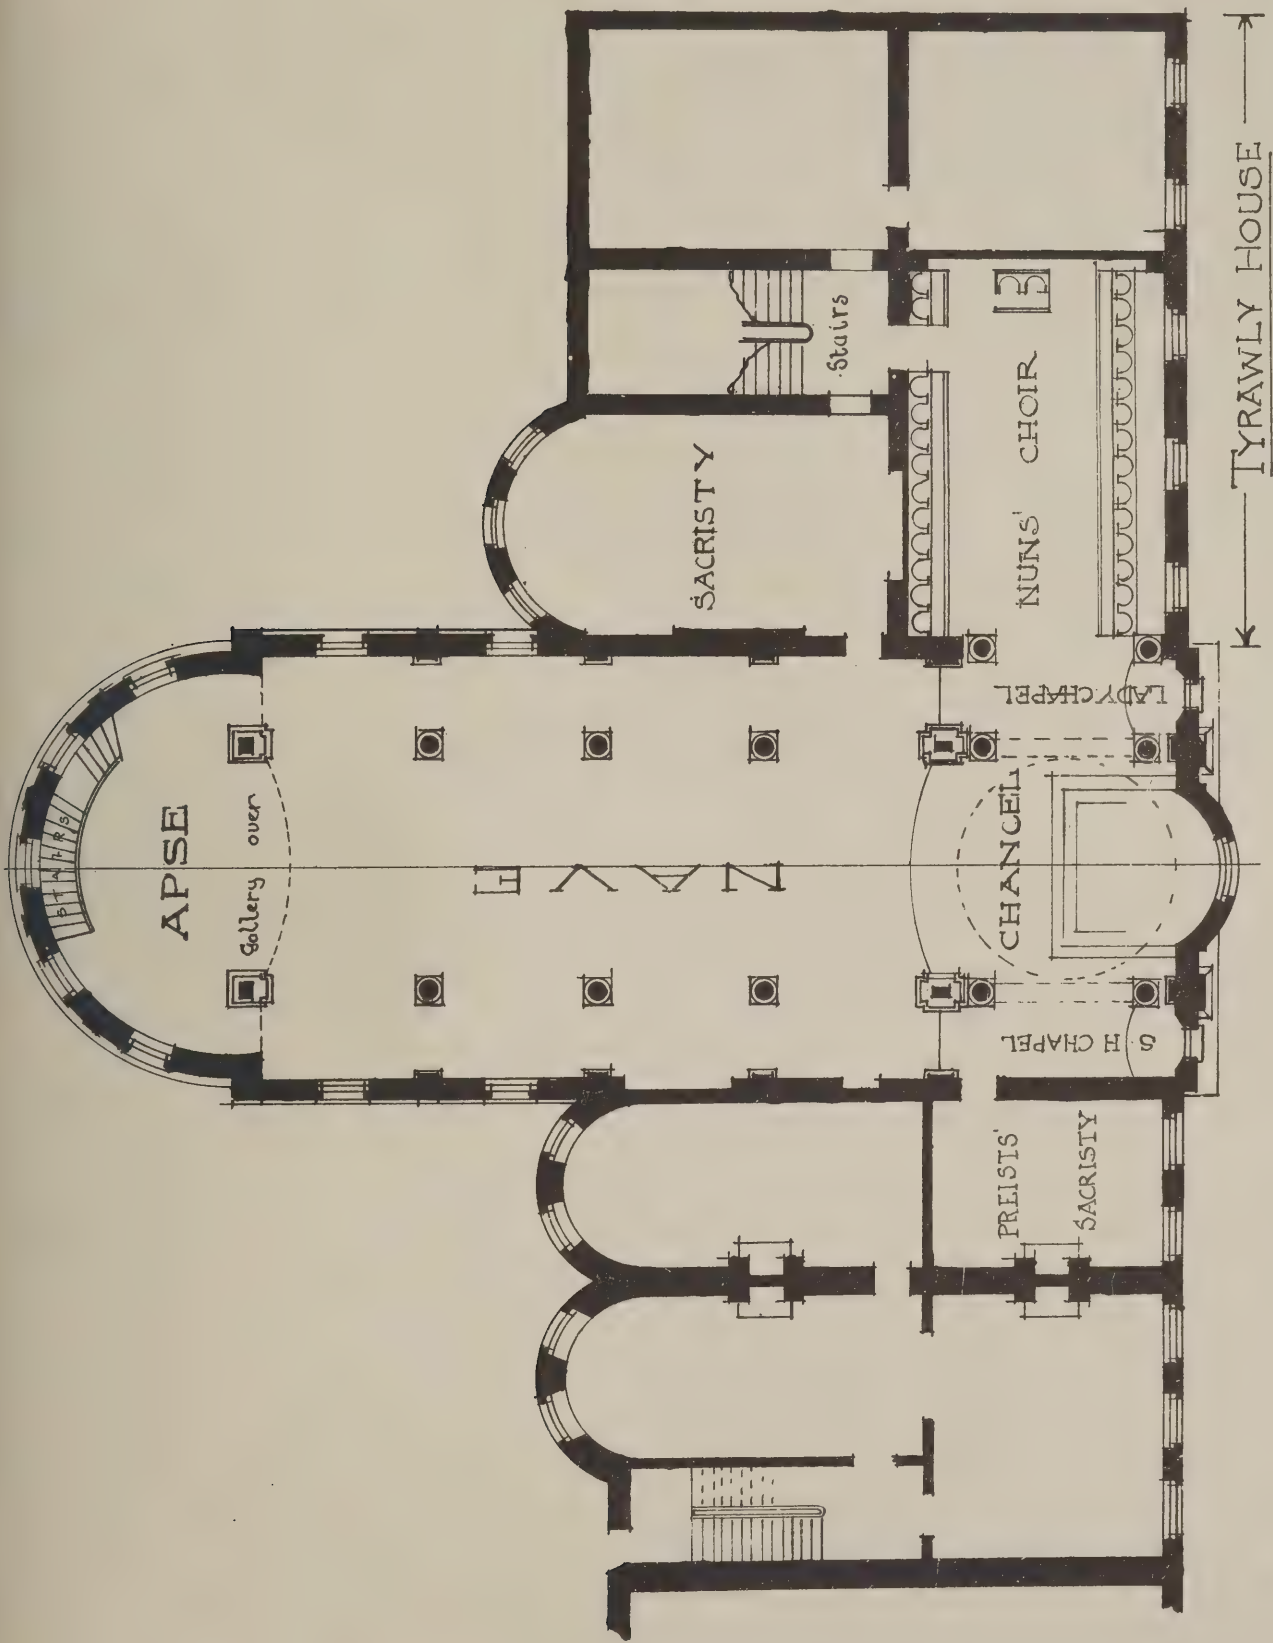 TYRAWLY HOUSE
Stairs
SACRISTY
NUNS' CHOIR
LADY CHAPEL
STAIRS
APSE
Gallery over
NAVE
CHANCEL
S H CHAPEL
PREISTS'
SACRISTY